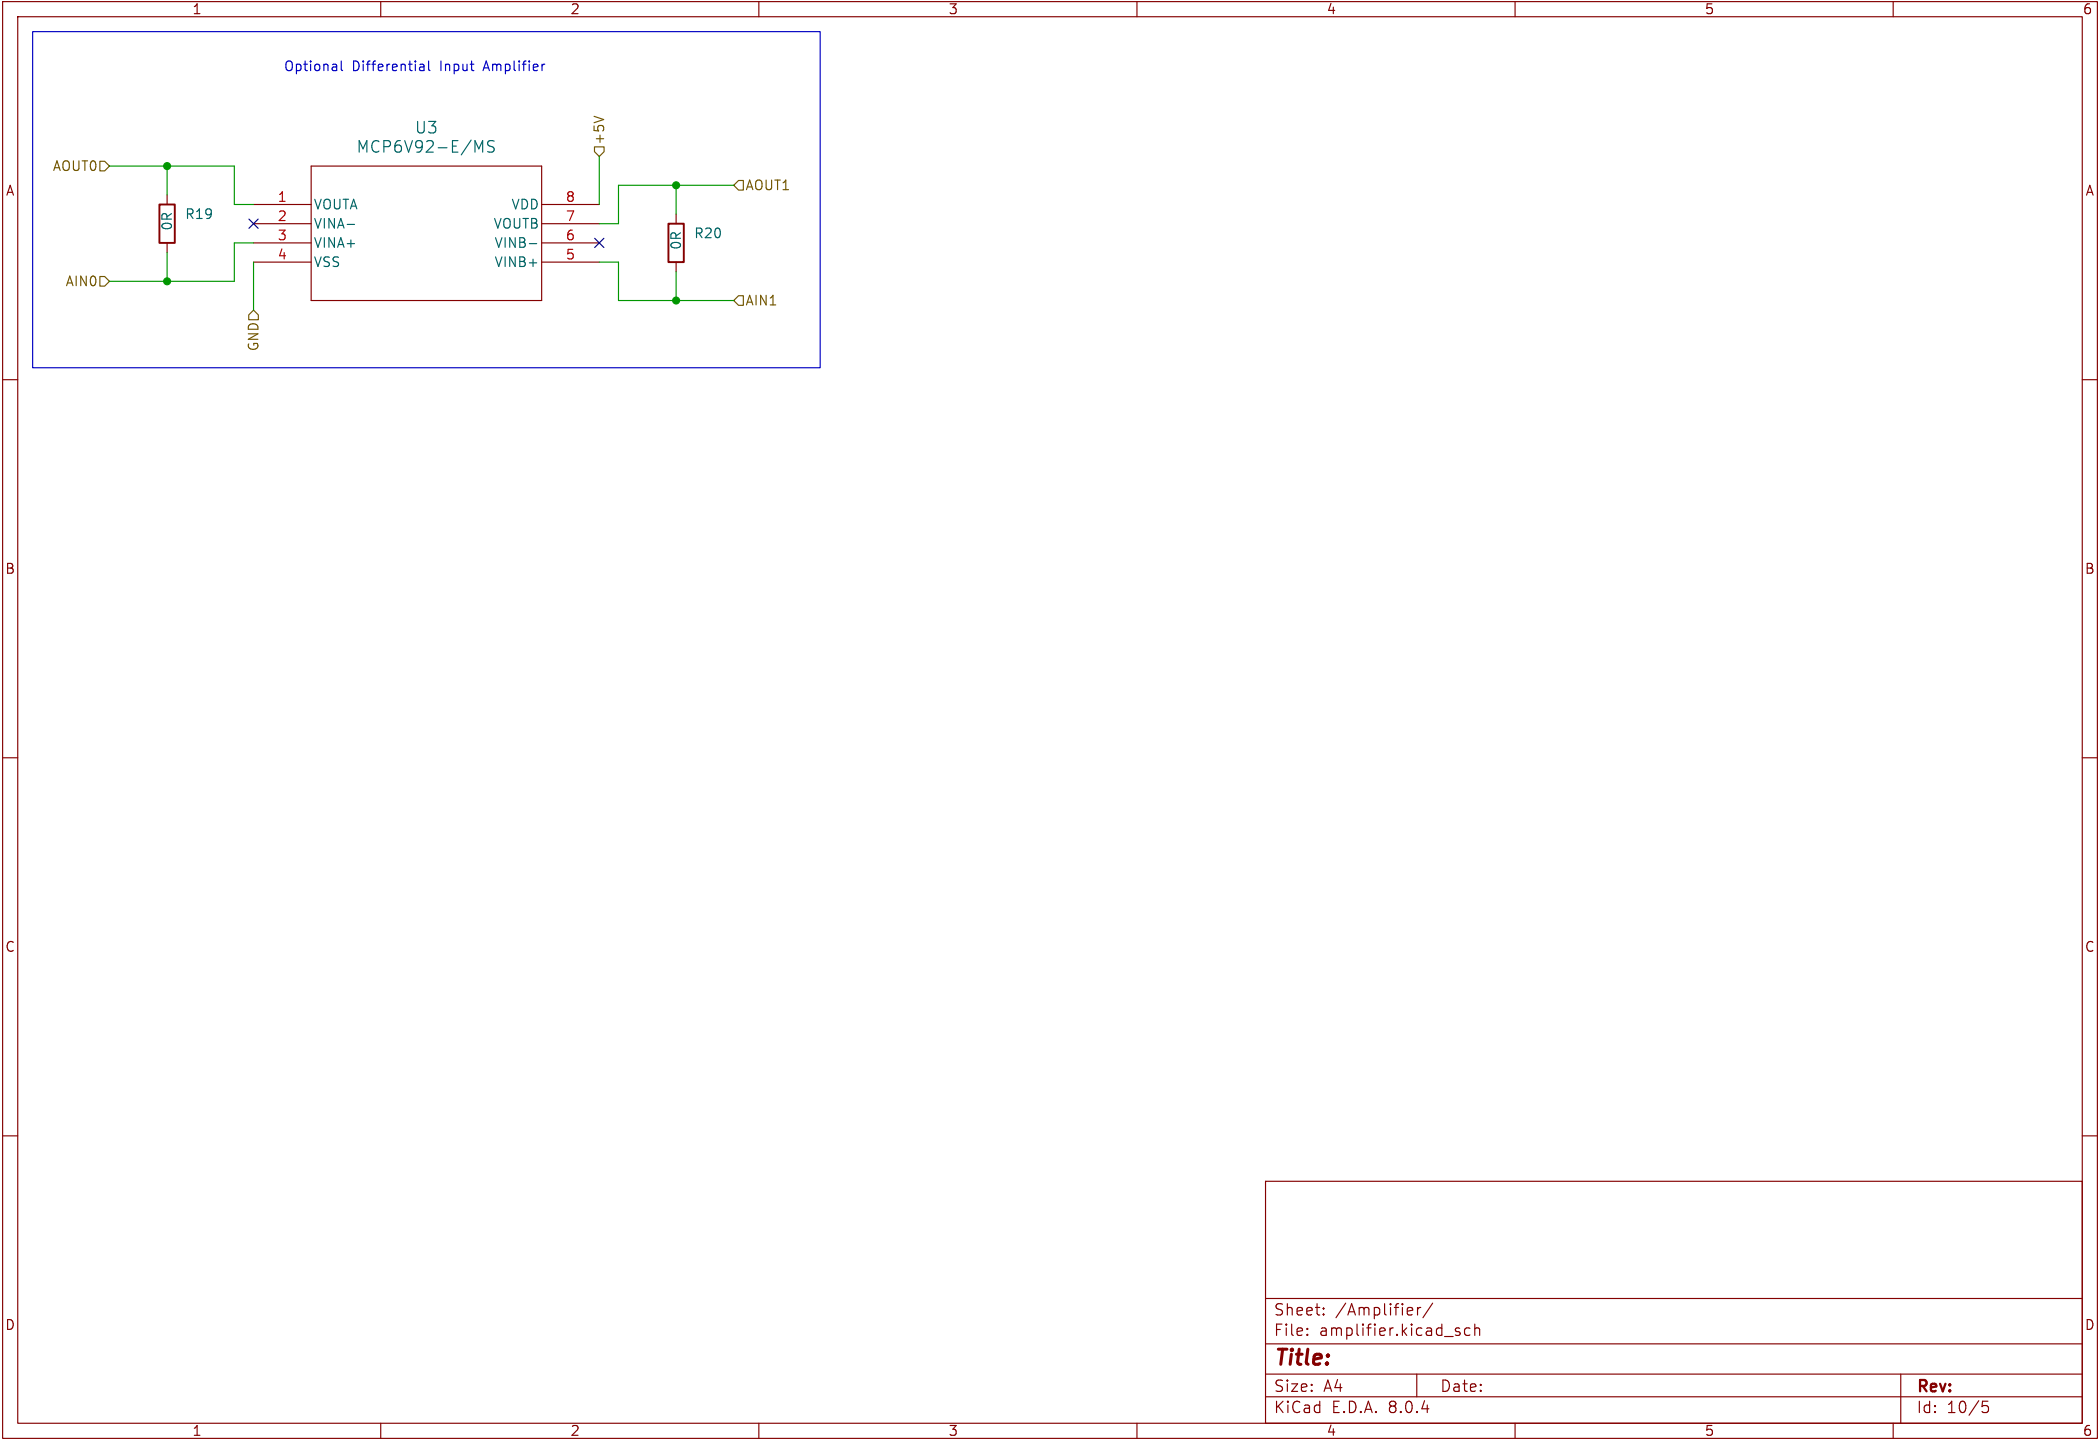 1 2 3 4 5 6
Optional Differential Input Amplifier
U3
MCP6V92-E/MS
+5V
AOUT0
AOUT1
A
A
1 VOUTA
VDD 8
R19
0R
2 VINA-
VOUTB 7
3 VINA+
VINB- 6
R20
0R
4 VSS
VINB+ 5
AIN0
AIN1
GND
B
B
C
C
D
D
Sheet: /Amplifier/
File: amplifier.kicad_sch
Title:
Size: A4
Date:
Rev:
KiCad E.D.A. 8.0.4
Id: 10/5
1 2 3 4 5 6